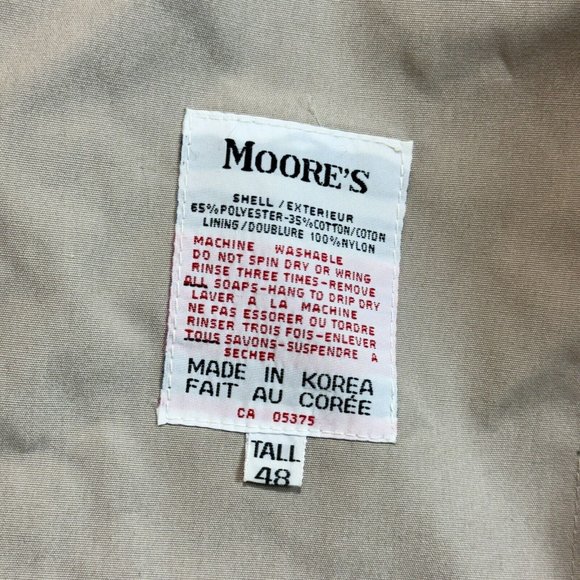 MOORE'S
SHELL/EXTERIEUR
65%POLYESTER-35%COTTON/COTON
LINING/DOUBLURE 100%NYLON
MACHINE WASHABLE
DO NOT SPIN DRY OR WRING
RINSE THREE TIMES-REMOVE
ALL SOAPS-HANG TO DRIP DRY
LAVER A LA MACHINE
NE PAS ESSORER OU TORDRE
RINSER TROIS FOIS-ENLEVER
TOUS SAVONS-SUSPENDRE A
SECHER
MADE IN KOREA
FAIT AU CORÉE
CA 05375
TALL
48